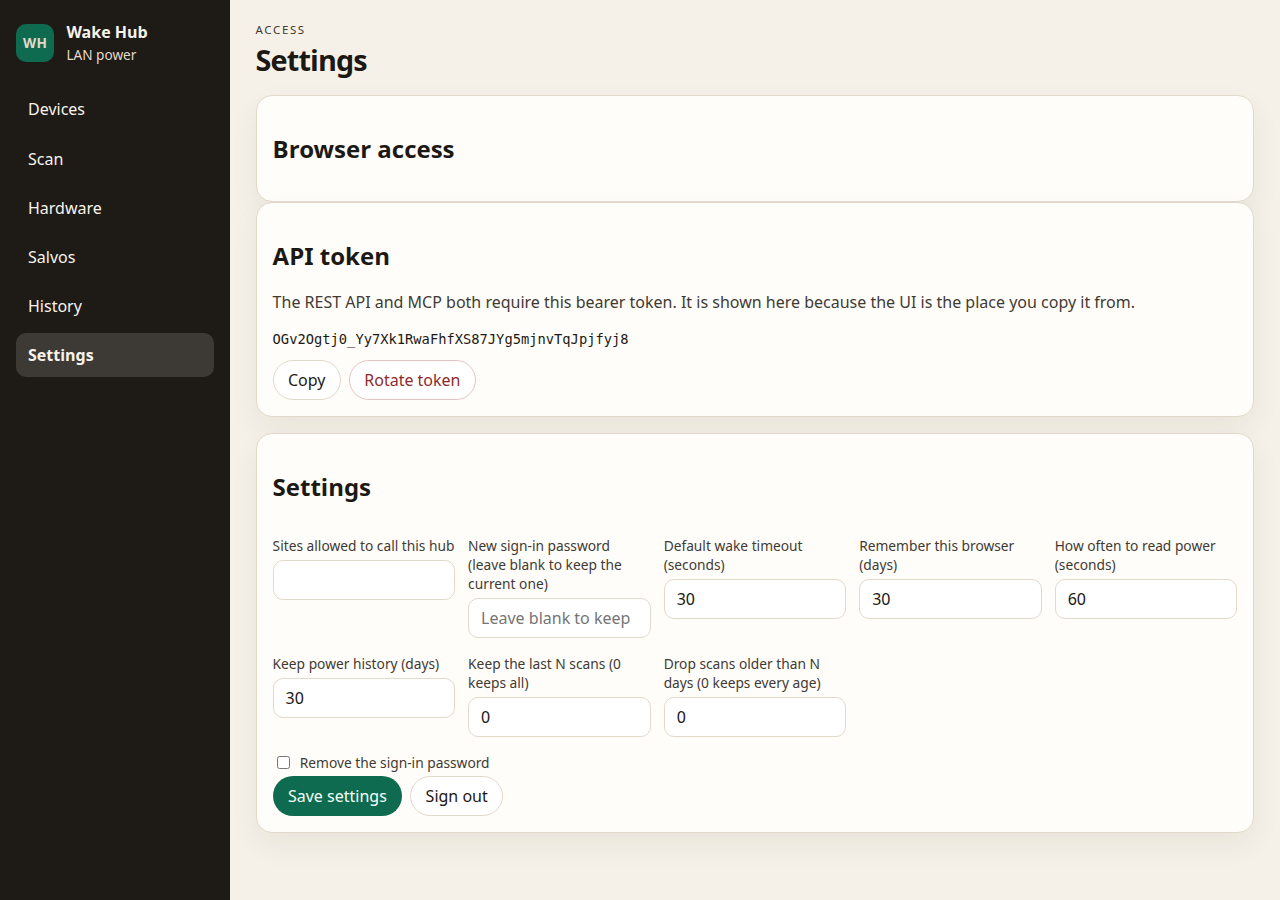 WH
Wake Hub
LAN power
Devices
Scan
Hardware
Salvos
History
Settings
ACCESS
Settings
Browser access
API token
The REST API and MCP both require this bearer token. It is shown here because the UI is the place you copy it from.
OGv2Ogtj0_Yy7Xk1RwaFhfXS87JYg5mjnvTqJpjfyj8
Copy
Rotate token
Settings
Sites allowed to call this hub
New sign-in password
(leave blank to keep the
current one)
Leave blank to keep
Default wake timeout
(seconds)
30
Remember this browser
(days)
30
How often to read power
(seconds)
60
Keep power history (days)
30
Keep the last N scans (0
keeps all)
0
Drop scans older than N
days (0 keeps every age)
0
Remove the sign-in password
Save settings
Sign out